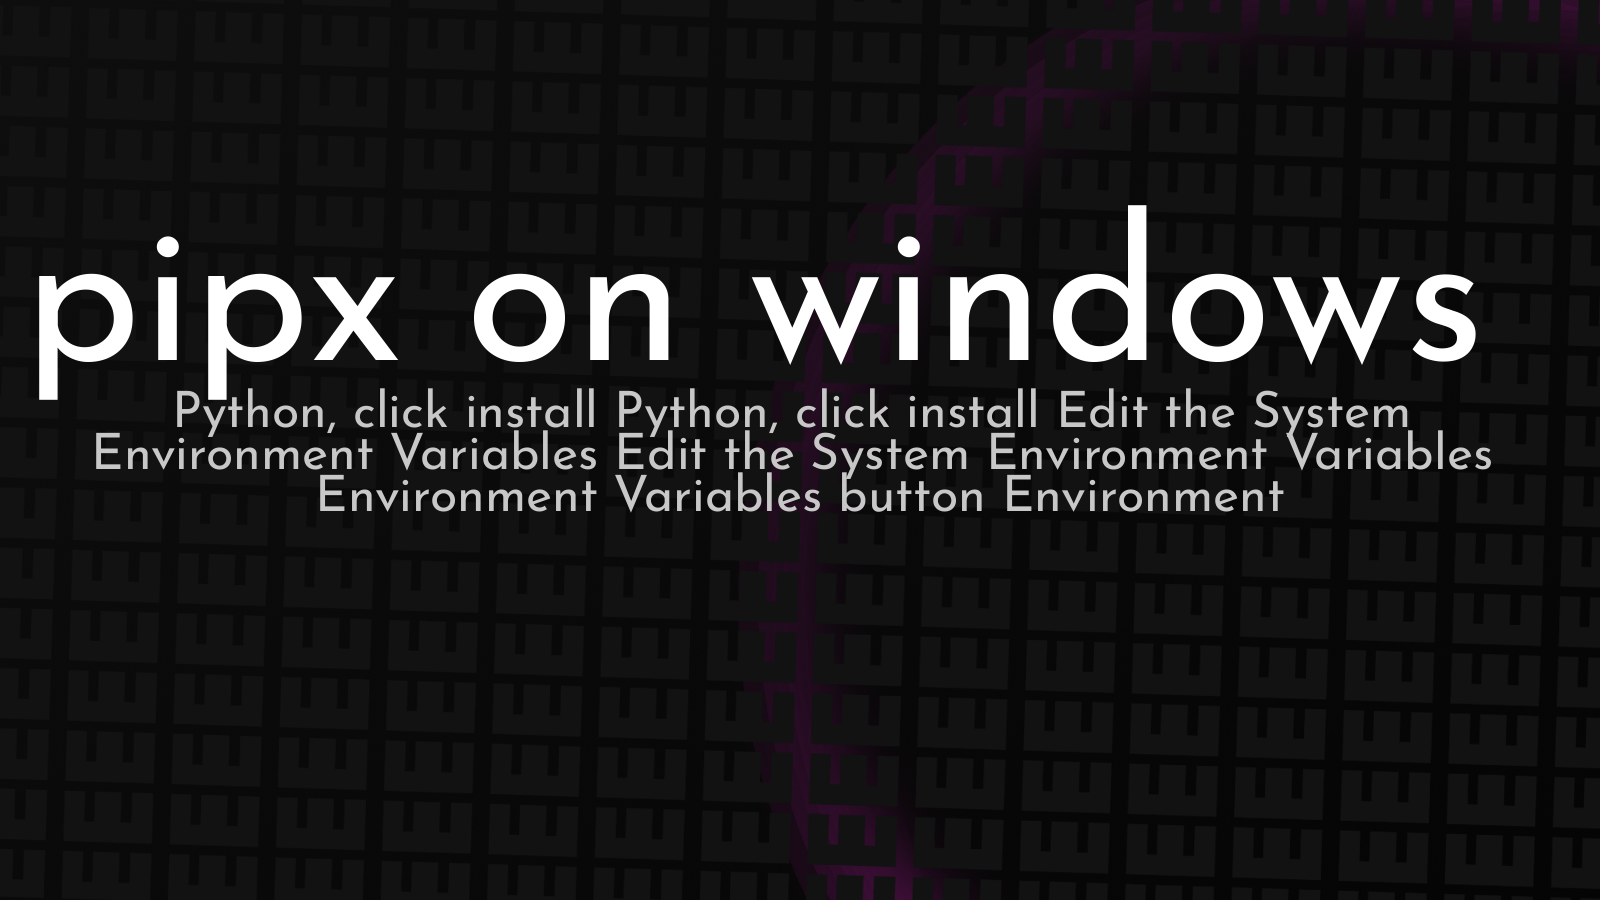 pipx on windows
Python, click install Python, click install Edit the System
Environment Variables Edit the System Environment Variables
Environment Variables button Environment